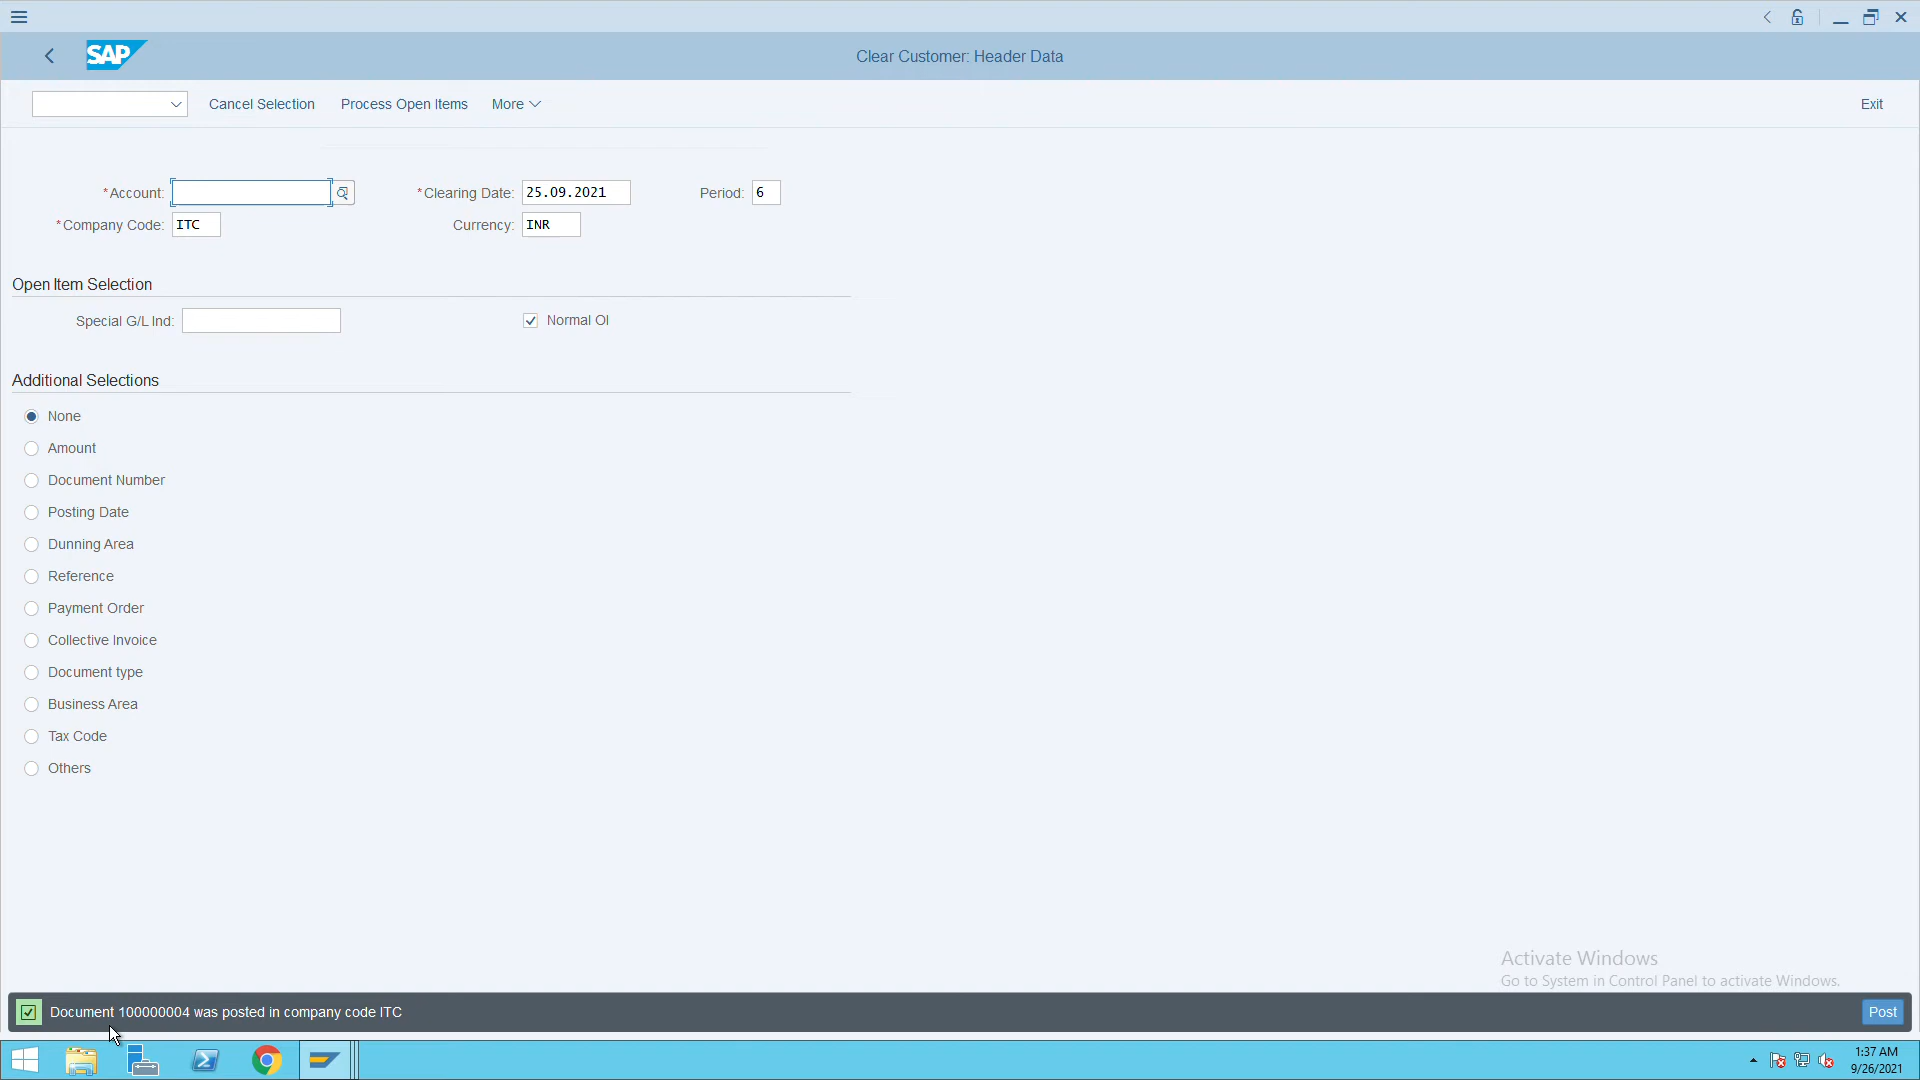 SAP
Clear Customer: Header Data
Cancel Selection Process Open Items More Exit
*Account: *Clearing Date: 25.09.2021 Period: 6
*Company Code: ITC Currency: INR
Open Item Selection
Special G/L Ind: Normal OI
Additional Selections
None
Amount
Document Number
Posting Date
Dunning Area
Reference
Payment Order
Collective Invoice
Document type
Business Area
Tax Code
Others
Activate Windows
Go to System in Control Panel to activate Windows.
Document 100000004 was posted in company code ITC Post
1:37 AM
9/26/2021